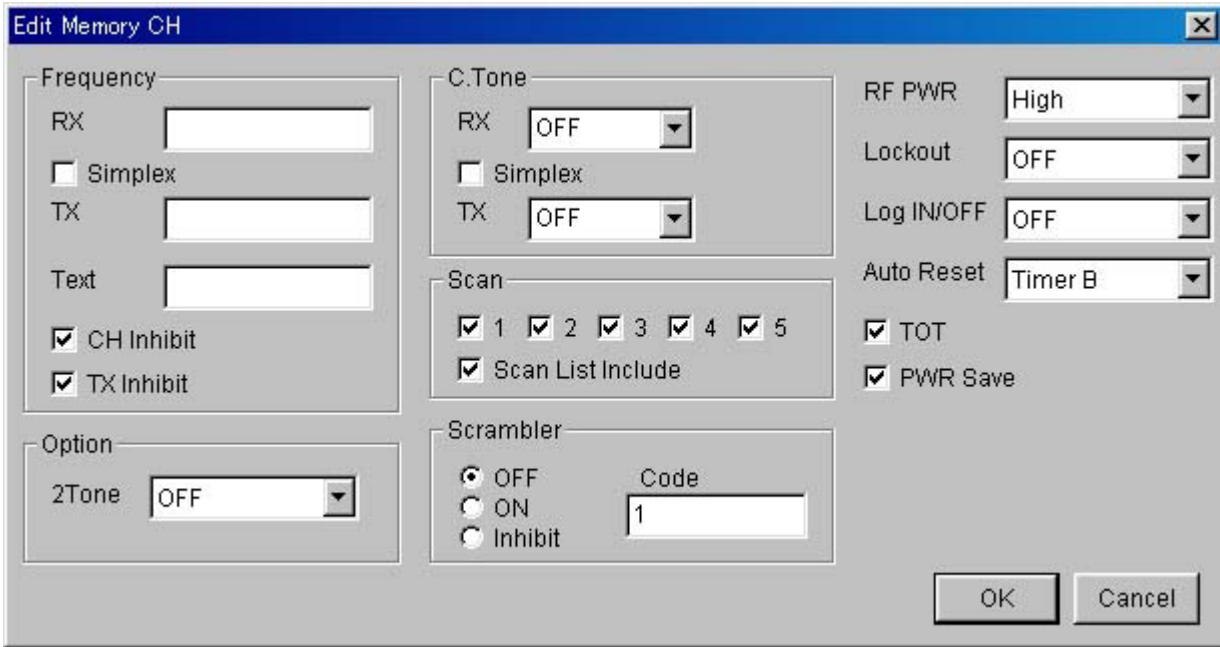 Edit Memory CH
Frequency
RX
Simplex
TX
Text
CH Inhibit
TX Inhibit
Option
2Tone OFF
C.Tone
RX OFF
Simplex
TX OFF
Scan
1 2 3 4 5
Scan List Include
Scrambler
OFF
ON
Inhibit
Code
1
RF PWR High
Lockout OFF
Log IN/OFF OFF
Auto Reset Timer B
TOT
PWR Save
OK Cancel